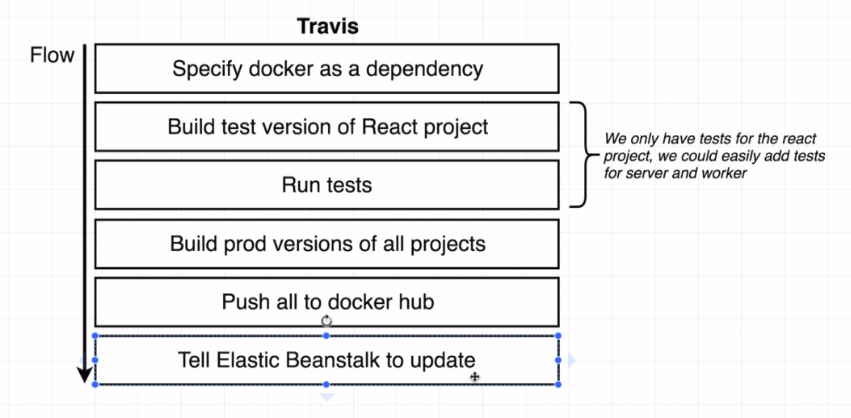 Travis
Flow
Specify docker as a dependency
Build test version of React project
Run tests
We only have tests for the react
project, we could easily add tests
for server and worker
Build prod versions of all projects
Push all to docker hub
Tell Elastic Beanstalk to update